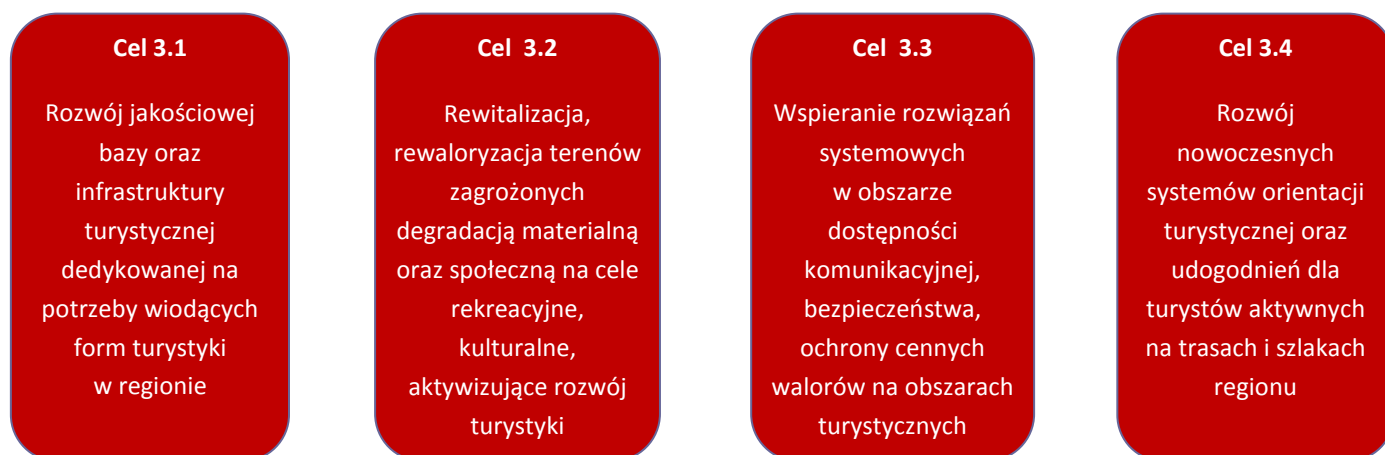 Cel 3.1
Rozwój jakościowej
bazy oraz
infrastruktury
turystycznej
dedykowanej na
potrzeby wiodących
form turystyki
w regionie
Cel 3.2
Rewitalizacja,
rewaloryzacja terenów
zagrożonych
degradacją materialną
oraz społeczną na cele
rekreacyjne,
kulturalne,
aktywizujące rozwój
turystyki
Cel 3.3
Wspieranie rozwiązań
systemowych
w obszarze
dostępności
komunikacyjnej,
bezpieczeństwa,
ochrony cennych
walorów na obszarach
turystycznych
Cel 3.4
Rozwój
nowoczesnych
systemów orientacji
turystycznej oraz
udogodnień dla
turystów aktywnych
na trasach i szlakach
regionu